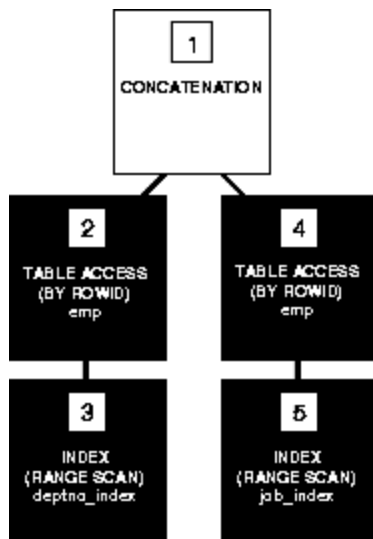 1
CONCATENATION
2
TABLE ACCESS
(BY ROWID)
emp
4
TABLE ACCESS
(BY ROWID)
emp
3
INDEX
(RANGE SCAN)
deptno_index
5
INDEX
(RANGE SCAN)
job_index